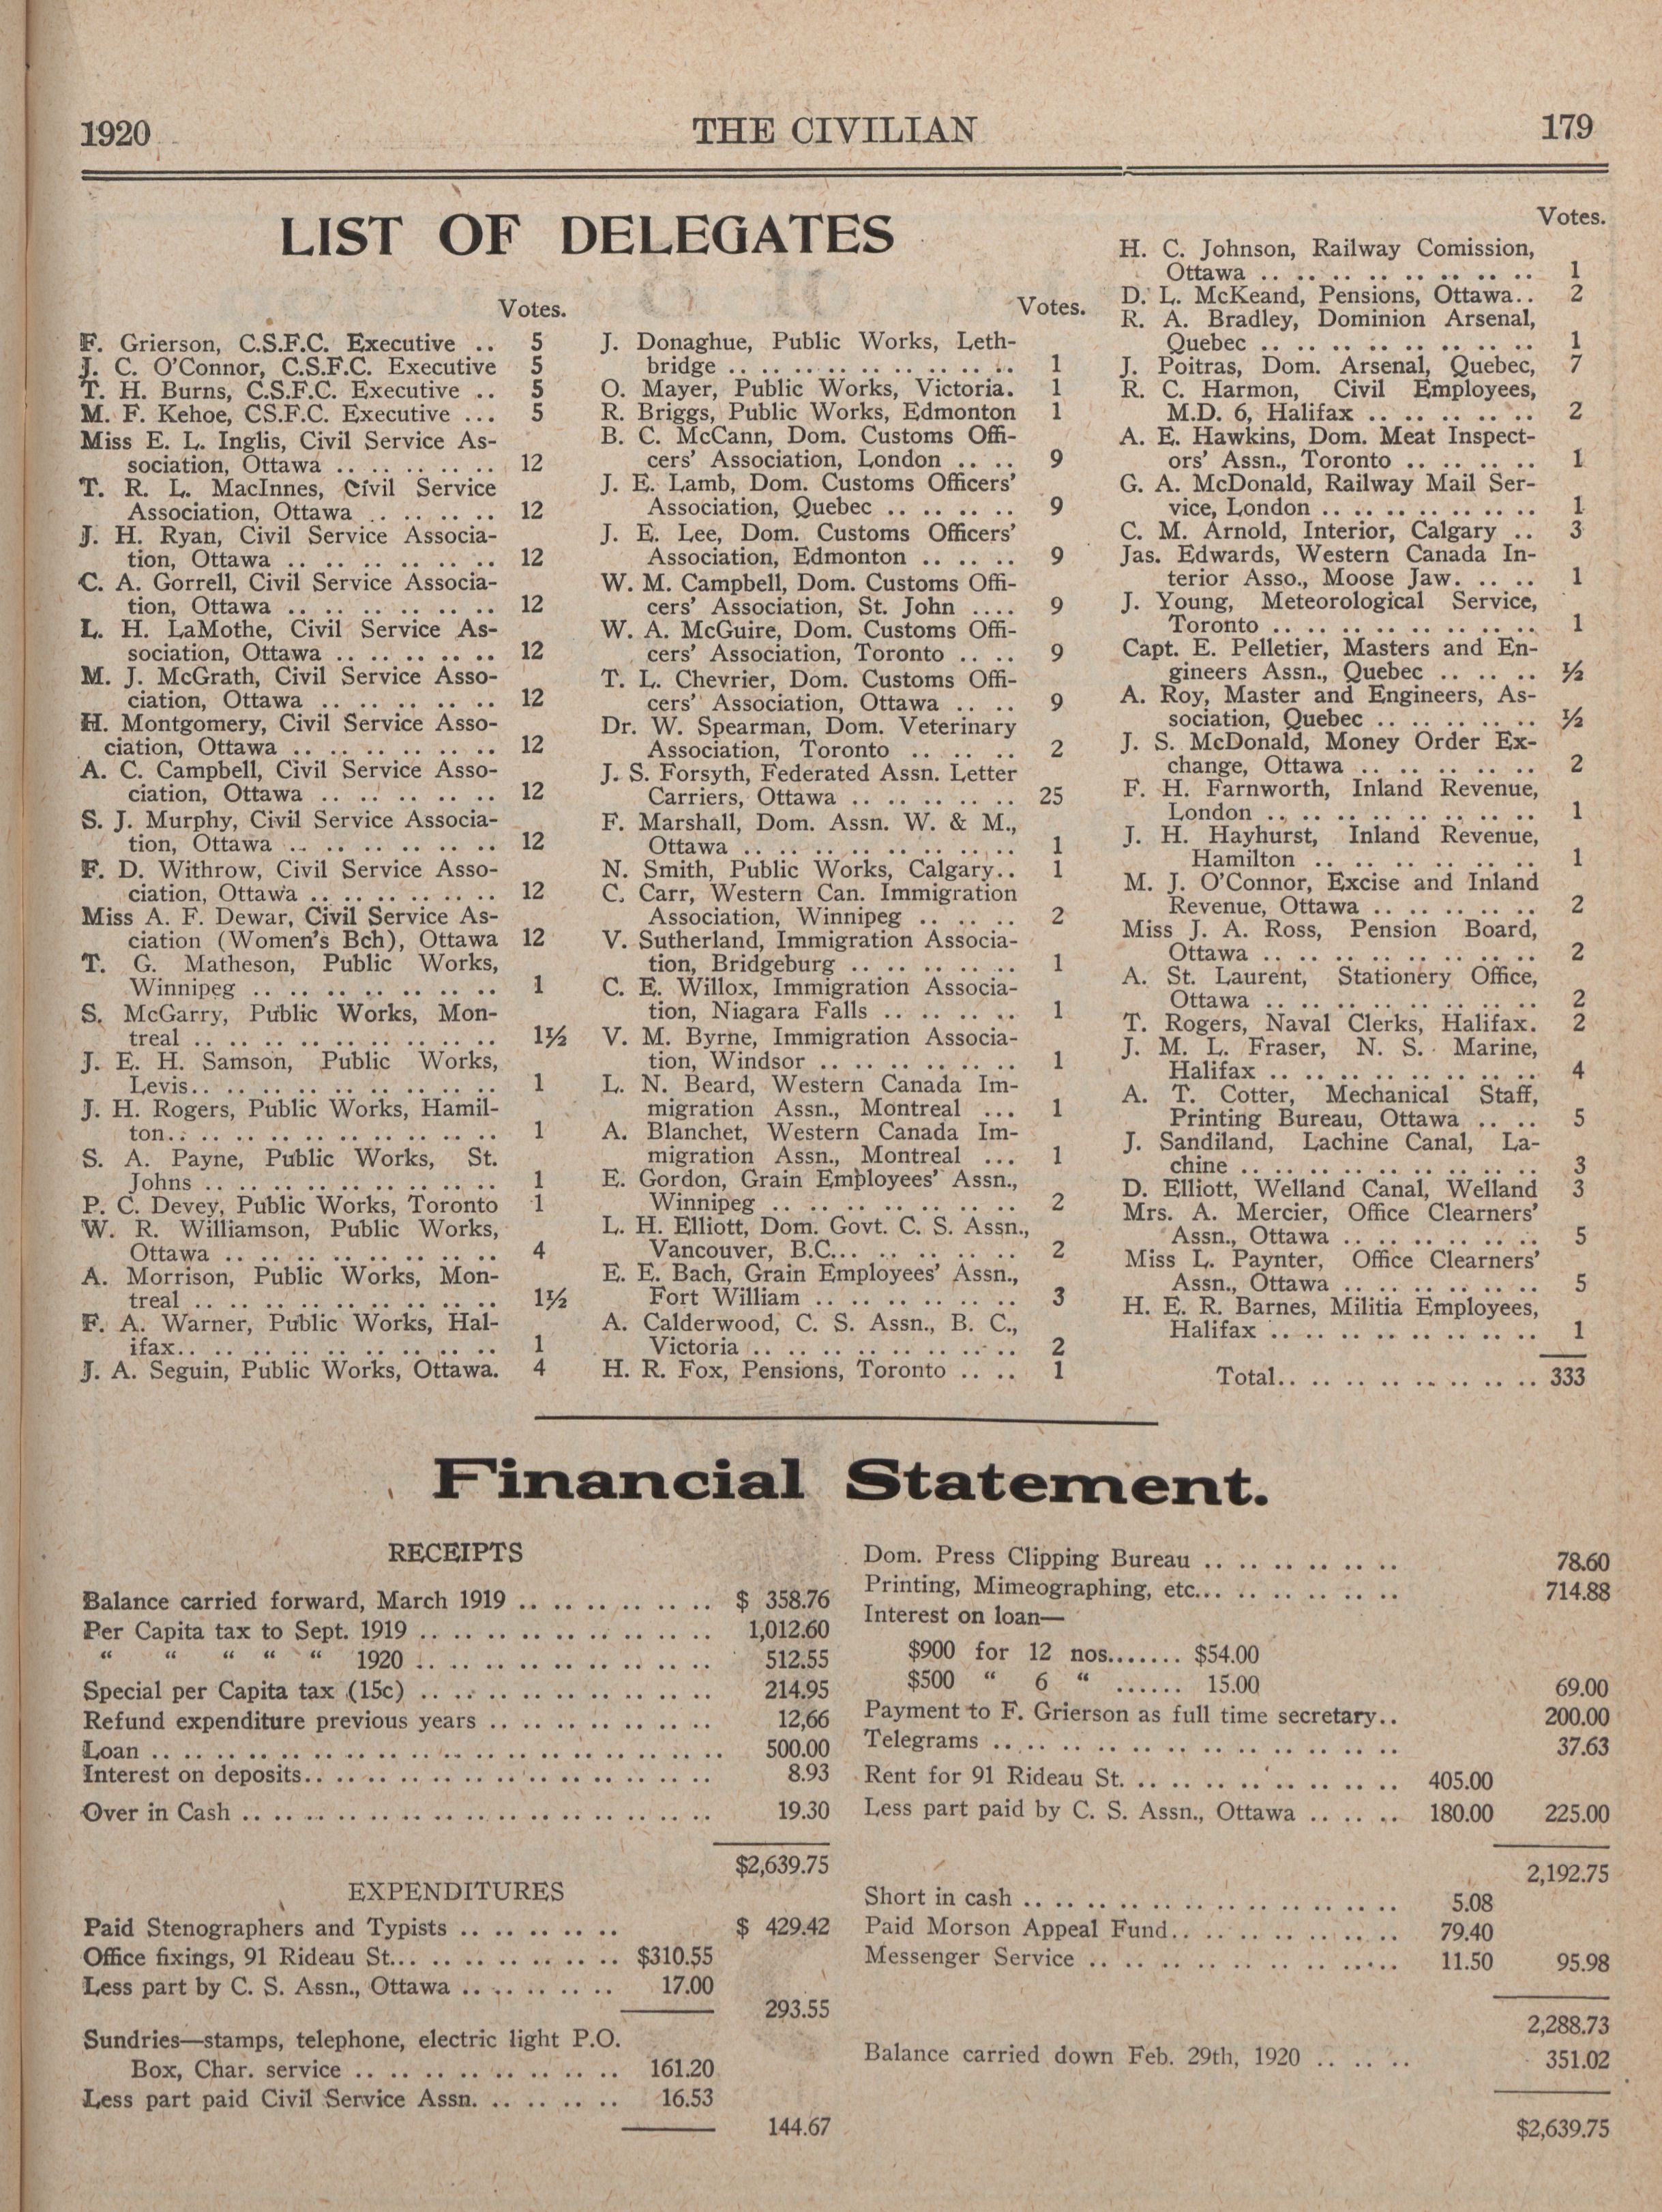 1920
THE CIVILIAN
179
LIST OF DELEGATES
Votes.
F. Grierson, C.S.F.C. Executive .. 5
J. C. O'Connor, C.S.F.C. Executive 5
T. H. Burns, C.S.F.C. Executive .. 5
M. F. Kehoe, CS.F.C. Executive ... 5
Miss E. L. Inglis, Civil Service As-
sociation, Ottawa .. .. .. .. .. 12
T. R. L. MacInnes, Civil Service
Association, Ottawa .. .. .. .. 12
J. H. Ryan, Civil Service Associa-
tion, Ottawa .. .. .. .. .. .. 12
C. A. Gorrell, Civil Service Associa-
tion, Ottawa .. .. .. .. .. .. 12
L. H. LaMothe, Civil Service As-
sociation, Ottawa .. .. .. .. .. 12
M. J. McGrath, Civil Service Asso-
ciation, Ottawa .. .. .. .. .. 12
H. Montgomery, Civil Service Asso-
ciation, Ottawa .. .. .. .. .. .. 12
A. C. Campbell, Civil Service Asso-
ciation, Ottawa .. .. .. .. .. 12
S. J. Murphy, Civil Service Associa-
tion, Ottawa .. .. .. .. .. .. 12
F. D. Withrow, Civil Service Asso-
ciation, Ottawa .. .. .. .. .. .. 12
Miss A. F. Dewar, Civil Service As-
ciation (Women's Bch), Ottawa 12
T. G. Matheson, Public Works,
Winnipeg .. .. .. .. .. .. .. 1
S. McGarry, Public Works, Mon-
treal .. .. .. .. .. .. .. .. 1½
J. E. H. Samson, Public Works,
Levis.. .. .. .. .. .. .. .. .. 1
J. H. Rogers, Public Works, Hamil-
ton.. .. .. .. .. .. .. .. .. 1
S. A. Payne, Public Works, St.
Johns .. .. .. .. .. .. .. .. 1
P. C. Devey, Public Works, Toronto 1
W. R. Williamson, Public Works,
Ottawa .. .. .. .. .. .. .. .. 4
A. Morrison, Public Works, Mon-
treal .. .. .. .. .. .. .. .. 1½
F. A. Warner, Public Works, Hal-
ifax.. .. .. .. .. .. .. .. .. 1
J. A. Seguin, Public Works, Ottawa. 4
Votes.
J. Donaghue, Public Works, Leth-
bridge .. .. .. .. .. .. .. .. 1
O. Mayer, Public Works, Victoria. 1
R. Briggs, Public Works, Edmonton 1
B. C. McCann, Dom. Customs Offi-
cers' Association, London .. .. 9
J. E. Lamb, Dom. Customs Officers'
Association, Quebec .. .. .. .. 9
J. E. Lee, Dom. Customs Officers'
Association, Edmonton .. .. .. 9
W. M. Campbell, Dom. Customs Offi-
cers' Association, St. John .... 9
W. A. McGuire, Dom. Customs Offi-
cers' Association, Toronto .. .. 9
T. L. Chevrier, Dom. Customs Offi-
cers' Association, Ottawa .. .. 9
Dr. W. Spearman, Dom. Veterinary
Association, Toronto .. .. .. 2
J. S. Forsyth, Federated Assn. Letter
Carriers, Ottawa .. .. .. .. .. 25
F. Marshall, Dom. Assn. W. & M.,
Ottawa .. .. .. .. .. .. .. .. 1
N. Smith, Public Works, Calgary.. 1
C. Carr, Western Can. Immigration
Association, Winnipeg .. .. .. 2
V. Sutherland, Immigration Associa-
tion, Bridgeburg .. .. .. .. .. 1
C. E. Willox, Immigration Associa-
tion, Niagara Falls .. .. .. .. 1
V. M. Byrne, Immigration Associa-
tion, Windsor .. .. .. .. .. .. 1
L. N. Beard, Western Canada Im-
migration Assn., Montreal ... 1
A. Blanchet, Western Canada Im-
migration Assn., Montreal ... 1
E. Gordon, Grain Employees' Assn.,
Winnipeg .. .. .. .. .. .. .. 2
L. H. Elliott, Dom. Govt. C. S. Assn.,
Vancouver, B.C... .. .. .. .. .. 2
E. E. Bach, Grain Employees' Assn.,
Fort William .. .. .. .. .. .. 3
A. Calderwood, C. S. Assn., B. C.,
Victoria .. .. .. .. .. .. .. .. 2
H. R. Fox, Pensions, Toronto .. .. 1
Votes.
H. C. Johnson, Railway Comission,
Ottawa .. .. .. .. .. .. .. .. 1
D. L. McKeand, Pensions, Ottawa.. 2
R. A. Bradley, Dominion Arsenal,
Quebec .. .. .. .. .. .. .. .. 1
J. Poitras, Dom. Arsenal, Quebec, 7
R. C. Harmon, Civil Employees,
M.D. 6, Halifax .. .. .. .. .. 2
A. E. Hawkins, Dom. Meat Inspect-
ors' Assn., Toronto .. .. .. .. 1
G. A. McDonald, Railway Mail Ser-
vice, London .. .. .. .. .. .. 1
C. M. Arnold, Interior, Calgary .. 3
Jas. Edwards, Western Canada In-
terior Asso., Moose Jaw. .. .. 1
J. Young, Meteorological Service,
Toronto .. .. .. .. .. .. .. .. 1
Capt. E. Pelletier, Masters and En-
gineers Assn., Quebec .. .. .. ½
A. Roy, Master and Engineers, As-
sociation, Quebec .. .. .. .. .. ½
J. S. McDonald, Money Order Ex-
change, Ottawa .. .. .. .. .. 2
F. H. Farnworth, Inland Revenue,
London .. .. .. .. .. .. .. .. 1
J. H. Hayhurst, Inland Revenue,
Hamilton .. .. .. .. .. .. .. 1
M. J. O'Connor, Excise and Inland
Revenue, Ottawa .. .. .. .. .. 2
Miss J. A. Ross, Pension Board,
Ottawa .. .. .. .. .. .. .. .. 2
A. St. Laurent, Stationery Office,
Ottawa .. .. .. .. .. .. .. .. 2
T. Rogers, Naval Clerks, Halifax. 2
J. M. L. Fraser, N. S. Marine,
Halifax .. .. .. .. .. .. .. .. 4
A. T. Cotter, Mechanical Staff,
Printing Bureau, Ottawa .. .. 5
J. Sandiland, Lachine Canal, La-
chine .. .. .. .. .. .. .. .. 3
D. Elliott, Welland Canal, Welland 3
Mrs. A. Mercier, Office Clearners'
Assn., Ottawa .. .. .. .. .. .. 5
Miss L. Paynter, Office Clearners'
Assn., Ottawa .. .. .. .. .. .. 5
H. E. R. Barnes, Militia Employees,
Halifax .. .. .. .. .. .. .. .. 1
Total.. .. .. .. .. .. .. .. 333
Financial Statement.
RECEIPTS
Balance carried forward, March 1919 .. .. .. .. .. .. $ 358.76
Per Capita tax to Sept. 1919 .. .. .. .. .. .. .. .. 1,012.60
“ “ “ “ “ 1920 .. .. .. .. .. .. .. .. 512.55
Special per Capita tax (15c) .. .. .. .. .. .. .. .. 214.95
Refund expenditure previous years .. .. .. .. .. .. 12,66
Loan .. .. .. .. .. .. .. .. .. .. .. .. .. .. 500.00
Interest on deposits.. .. .. .. .. .. .. .. .. .. 8.93
Over in Cash .. .. .. .. .. .. .. .. .. .. .. .. 19.30
$2,639.75
EXPENDITURES
Paid Stenographers and Typists .. .. .. .. .. $ 429.42
Office fixings, 91 Rideau St... .. .. .. .. .. .. $310.55
Less part by C. S. Assn., Ottawa .. .. .. .. .. 17.00
293.55
Sundries—stamps, telephone, electric light P.O.
Box, Char. service .. .. .. .. .. .. .. .. 161.20
Less part paid Civil Service Assn. .. .. .. .. 16.53
144.67
Dom. Press Clipping Bureau .. .. .. .. .. .. 78.60
Printing, Mimeographing, etc... .. .. .. .. .. 714.88
Interest on loan—
$900 for 12 nos....... $54.00
$500 “ 6 “ ...... 15.00 69.00
Payment to F. Grierson as full time secretary.. 200.00
Telegrams .. .. .. .. .. .. .. .. .. .. .. .. 37.63
Rent for 91 Rideau St. .. .. .. .. .. .. .. .. 405.00
Less part paid by C. S. Assn., Ottawa .. .. .. 180.00 225.00
2,192.75
Short in cash .. .. .. .. .. .. .. .. .. .. .. 5.08
Paid Morson Appeal Fund.. .. .. .. .. .. .. 79.40
Messenger Service .. .. .. .. .. .. .. .. ..... 11.50 95.98
2,288.73
Balance carried down Feb. 29th, 1920 .. .. .. 351.02
$2,639.75